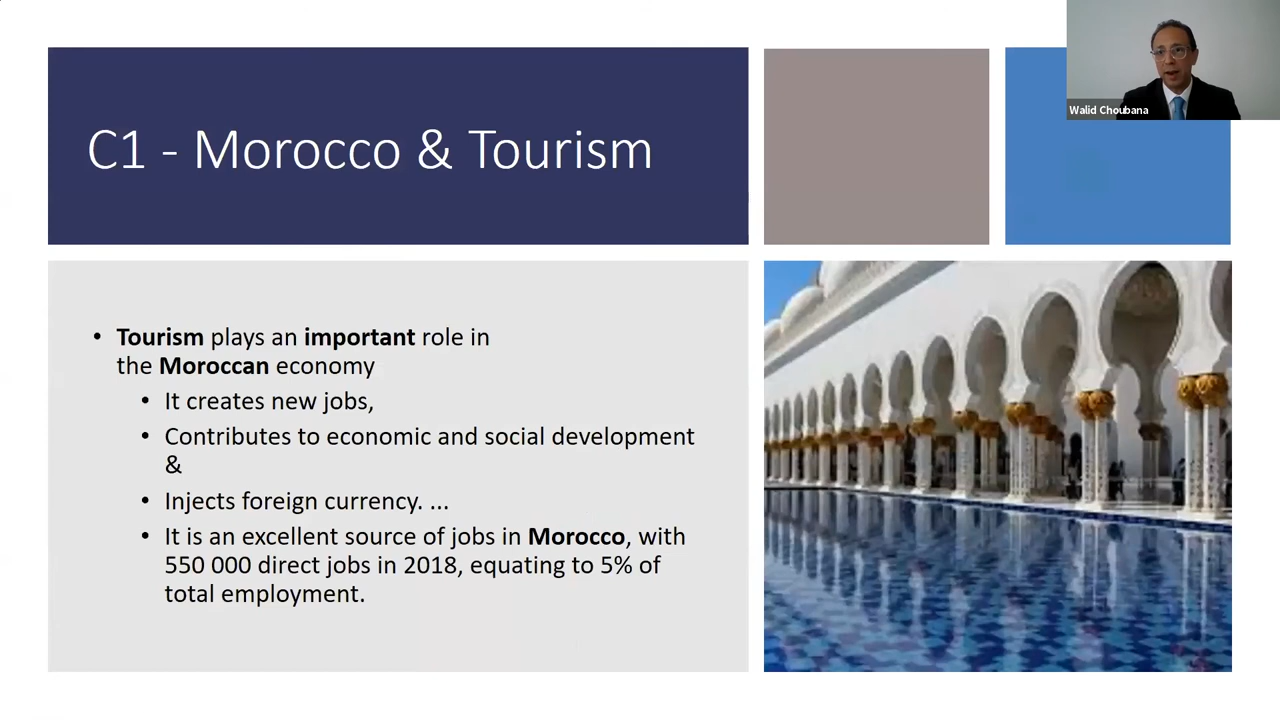 C1 - Morocco & Tourism
Walid Choubana
• Tourism plays an important role in
the Moroccan economy
• It creates new jobs,
• Contributes to economic and social development
&
• Injects foreign currency. ...
• It is an excellent source of jobs in Morocco, with
550 000 direct jobs in 2018, equating to 5% of
total employment.